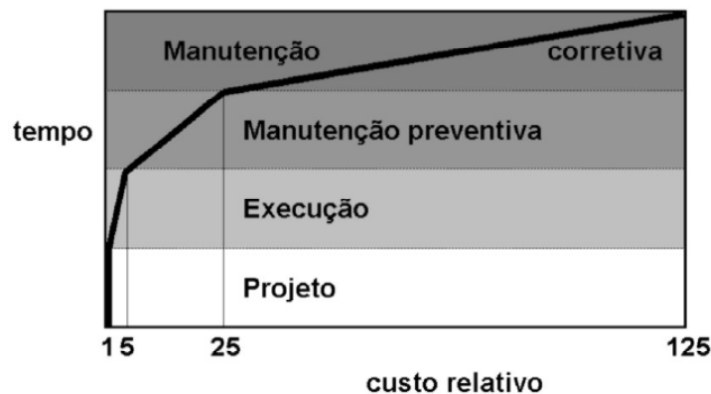 Manutenção corretiva
tempo
Manutenção preventiva
Execução
Projeto
1 5 25 125
custo relativo